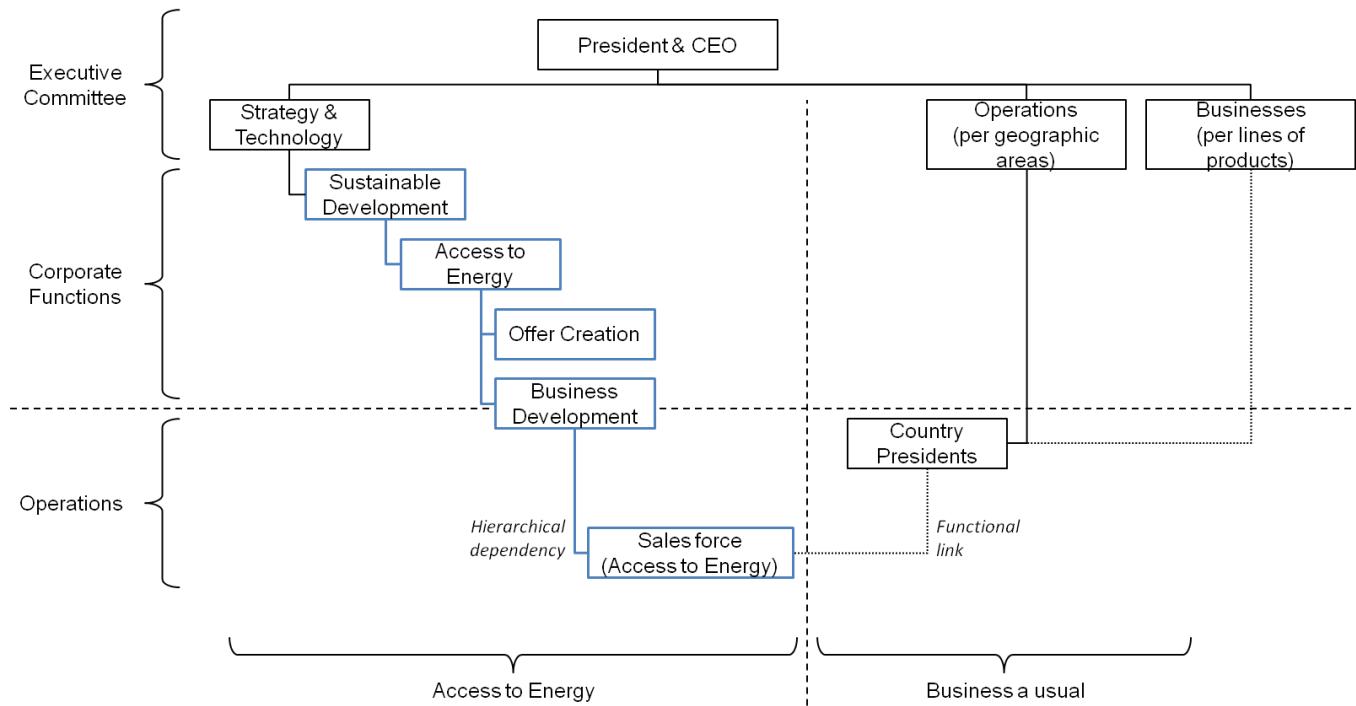 President & CEO
Executive
Committee
Strategy &
Technology
Operations
(per geographic
areas)
Businesses
(per lines of
products)
Sustainable
Development
Access to
Energy
Corporate
Functions
Offer Creation
Business
Development
Country
Presidents
Operations
Hierarchical
dependency
Sales force
(Access to Energy)
Functional
link
Access to Energy
Business a usual